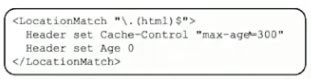 <LocationMatch "\.(html)$">
Header set Cache-Control "max-age=300"
Header set Age 0
</LocationMatch>